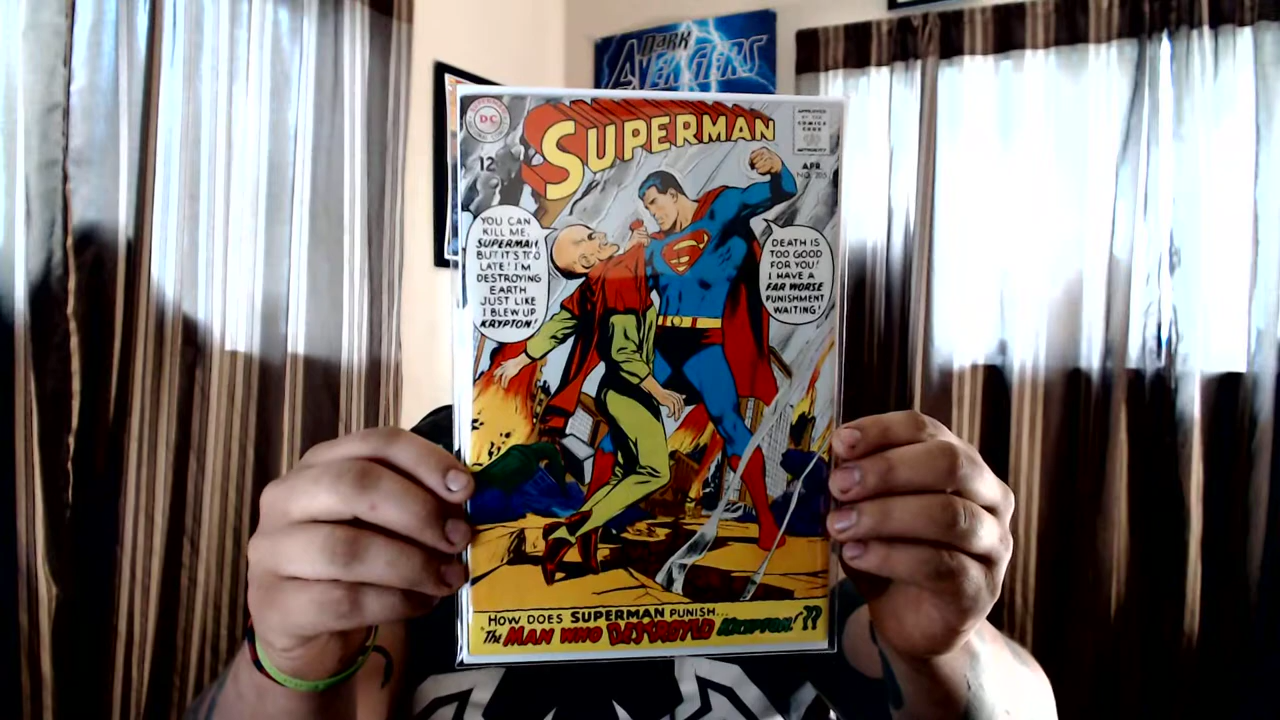 DARK
AVENGERS
DC
SUPERMAN
APPROVED
BY THE
COMICS
CODE
AUTHORITY
12¢
APR.
NO. 205
YOU CAN
KILL ME,
SUPERMAN,
BUT IT'S TOO
LATE! I'M
DESTROYING
EARTH
JUST LIKE
I BLEW UP
KRYPTON!
DEATH IS
TOO GOOD
FOR YOU!
I HAVE A
FAR WORSE
PUNISHMENT
WAITING!
HOW DOES SUPERMAN PUNISH...
"The MAN WHO DESTROYED KRYPTON!"??